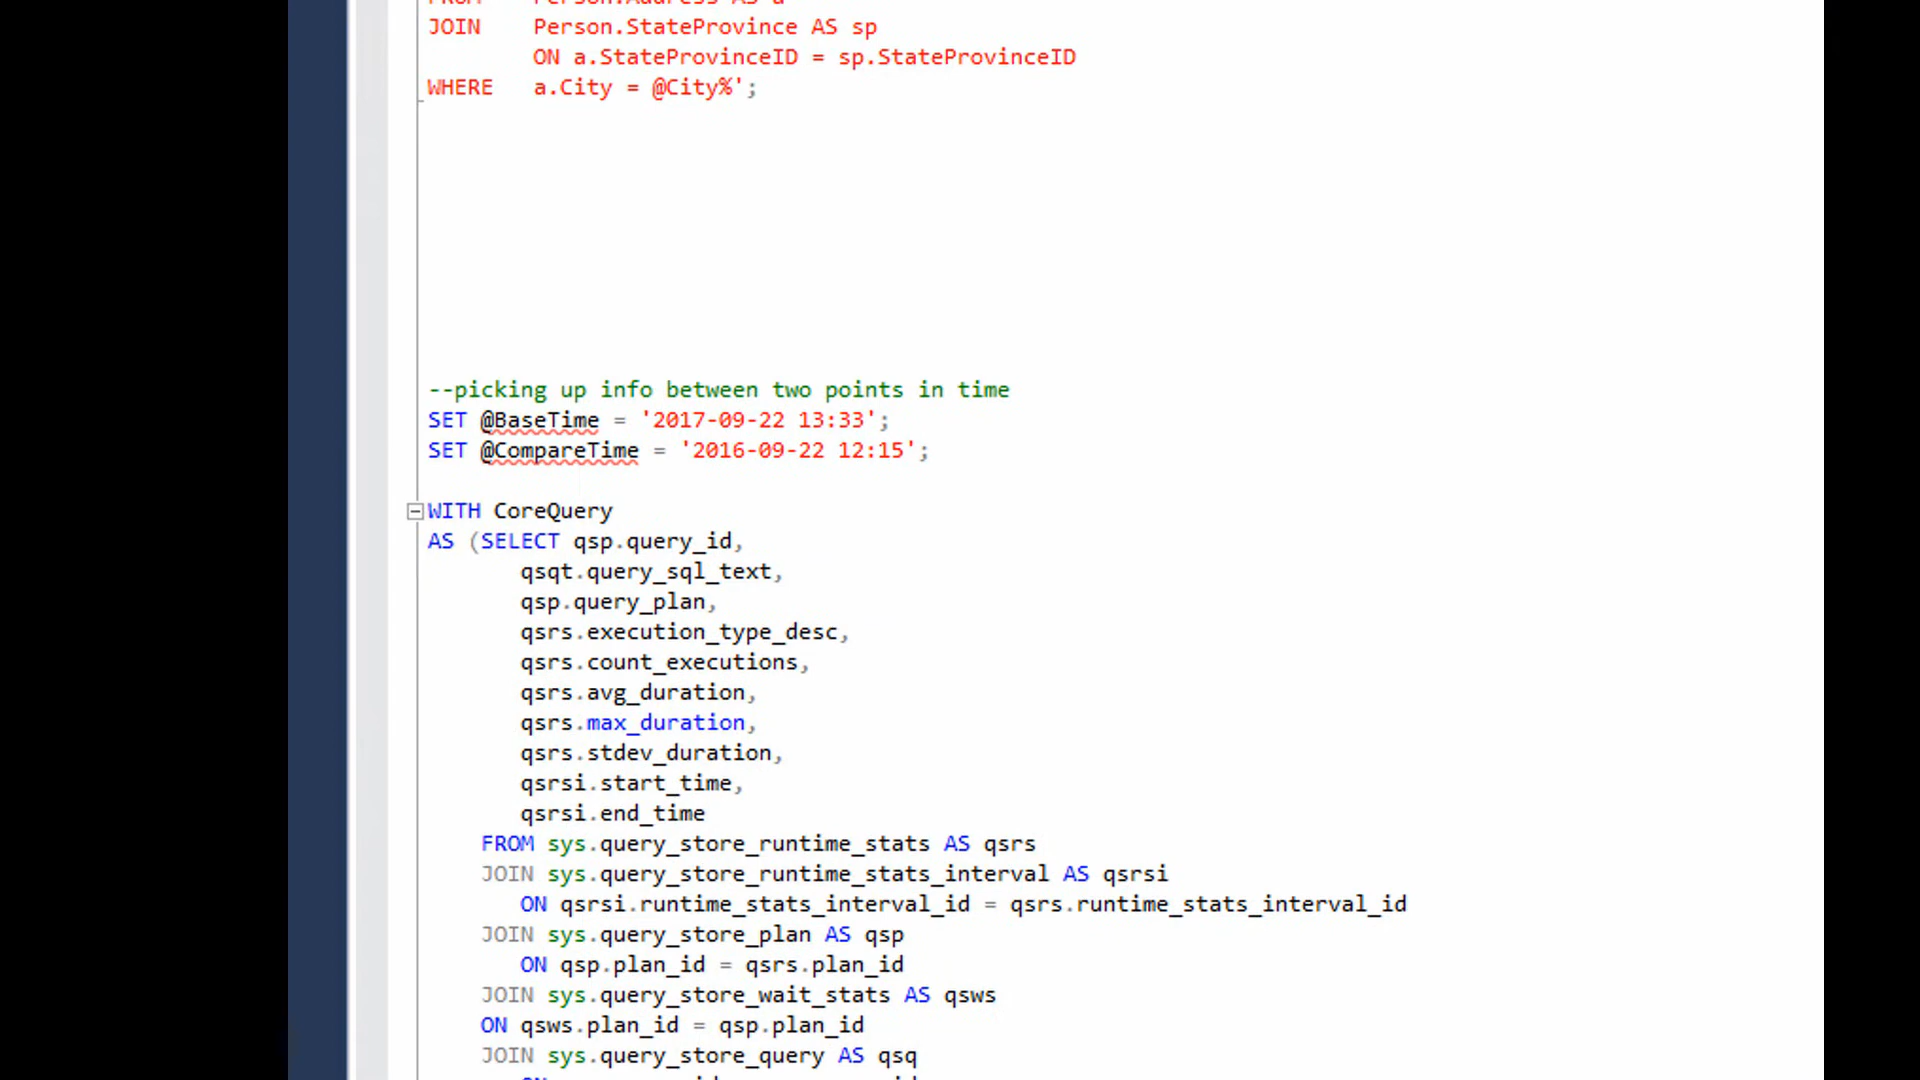 FROM Person.Address AS a
JOIN Person.StateProvince AS sp
ON a.StateProvinceID = sp.StateProvinceID
WHERE a.City = @City%';
--picking up info between two points in time
SET @BaseTime = '2017-09-22 13:33';
SET @CompareTime = '2016-09-22 12:15';
WITH CoreQuery
AS (SELECT qsp.query_id,
qsqt.query_sql_text,
qsp.query_plan,
qsrs.execution_type_desc,
qsrs.count_executions,
qsrs.avg_duration,
qsrs.max_duration,
qsrs.stdev_duration,
qsrsi.start_time,
qsrsi.end_time
FROM sys.query_store_runtime_stats AS qsrs
JOIN sys.query_store_runtime_stats_interval AS qsrsi
ON qsrsi.runtime_stats_interval_id = qsrs.runtime_stats_interval_id
JOIN sys.query_store_plan AS qsp
ON qsp.plan_id = qsrs.plan_id
JOIN sys.query_store_wait_stats AS qsws
ON qsws.plan_id = qsp.plan_id
JOIN sys.query_store_query AS qsq